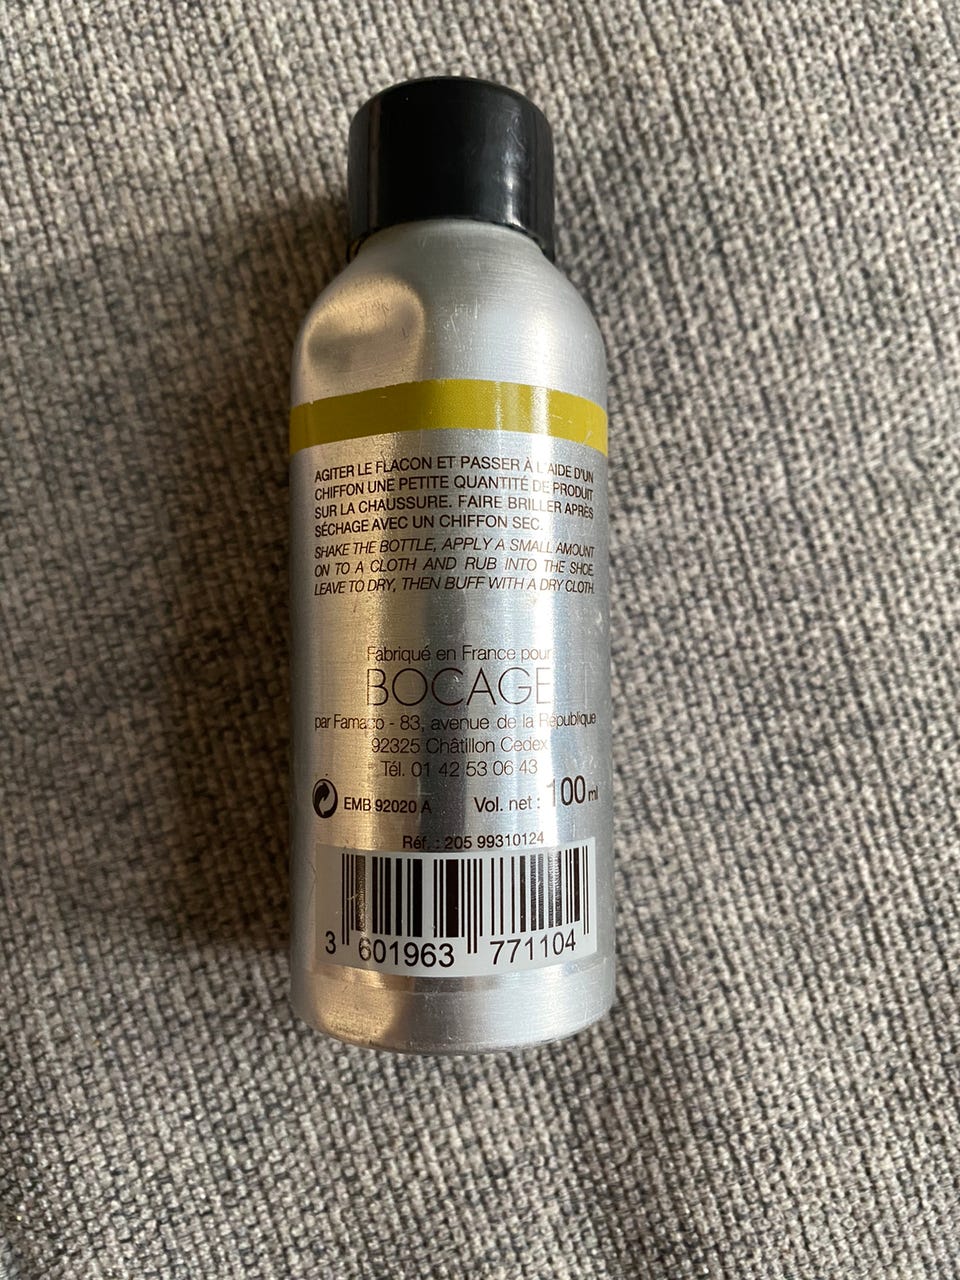 AGITER LE FLACON ET PASSER À L'AIDE D'UN
CHIFFON UNE PETITE QUANTITÉ DE PRODUIT
SUR LA CHAUSSURE. FAIRE BRILLER APRÈS
SÉCHAGE AVEC UN CHIFFON SEC.
SHAKE THE BOTTLE, APPLY A SMALL AMOUNT
ON TO A CLOTH AND RUB INTO THE SHOE.
LEAVE TO DRY, THEN BUFF WITH A DRY CLOTH.
Fabriqué en France pour
BOCAGE
par Famaco - 83, avenue de la République
92325 Châtillon Cedex
Tél. 01 42 53 06 43
EMB 92020 A Vol. net : 100 ml
Réf. : 205 99310124
3 601963 771104